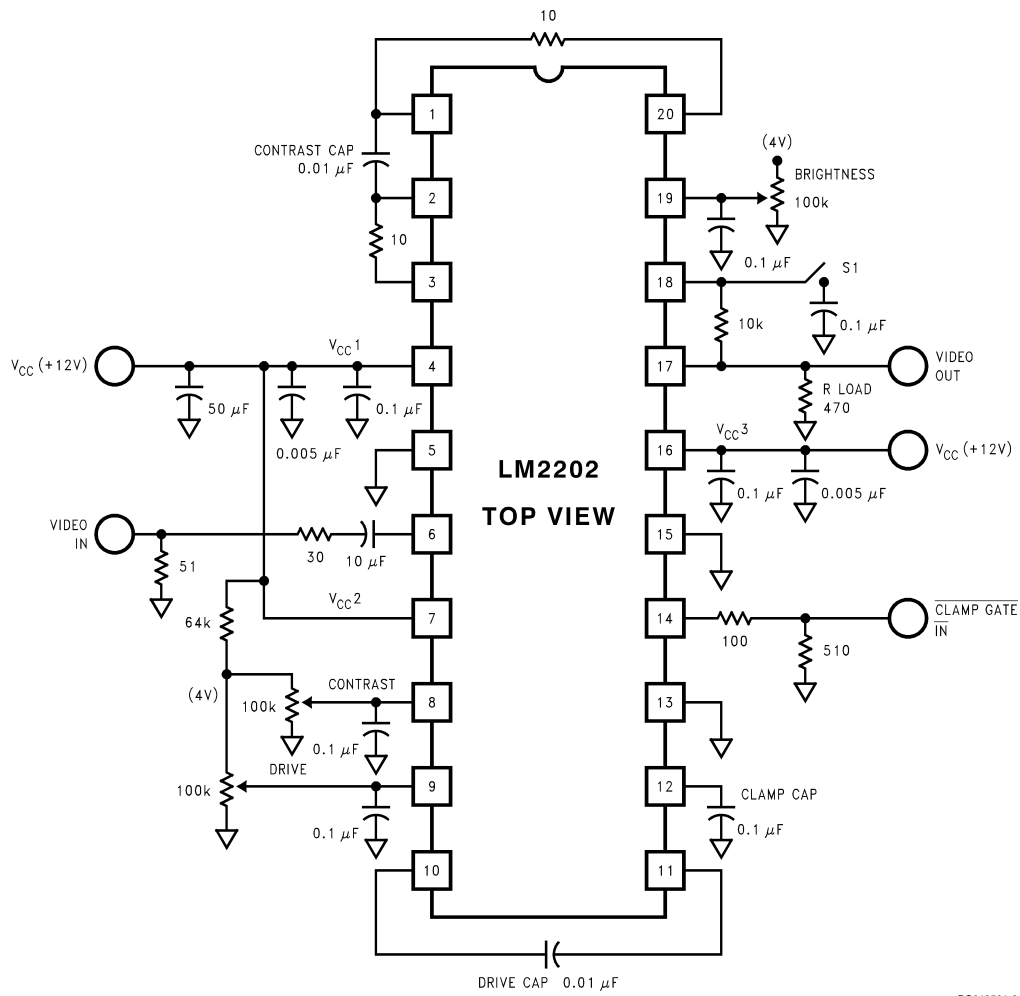 10
1
20
CONTRAST CAP
0.01 μF
(4V)
BRIGHTNESS
100k
2
19
10
0.1 μF
3
18
S1
10k
0.1 μF
VCC (+12V)
VCC1
4
17
VIDEO
OUT
50 μF
0.1 μF
R LOAD
470
0.005 μF
5
LM2202
TOP VIEW
16
VCC3
VCC (+12V)
0.1 μF
0.005 μF
VIDEO
IN
6
15
51
30
10 μF
VCC2
7
14
CLAMP GATE
IN
64k
100
510
(4V)
CONTRAST
100k
8
13
0.1 μF
DRIVE
100k
9
12
CLAMP CAP
0.1 μF
0.1 μF
10
11
DRIVE CAP 0.01 μF